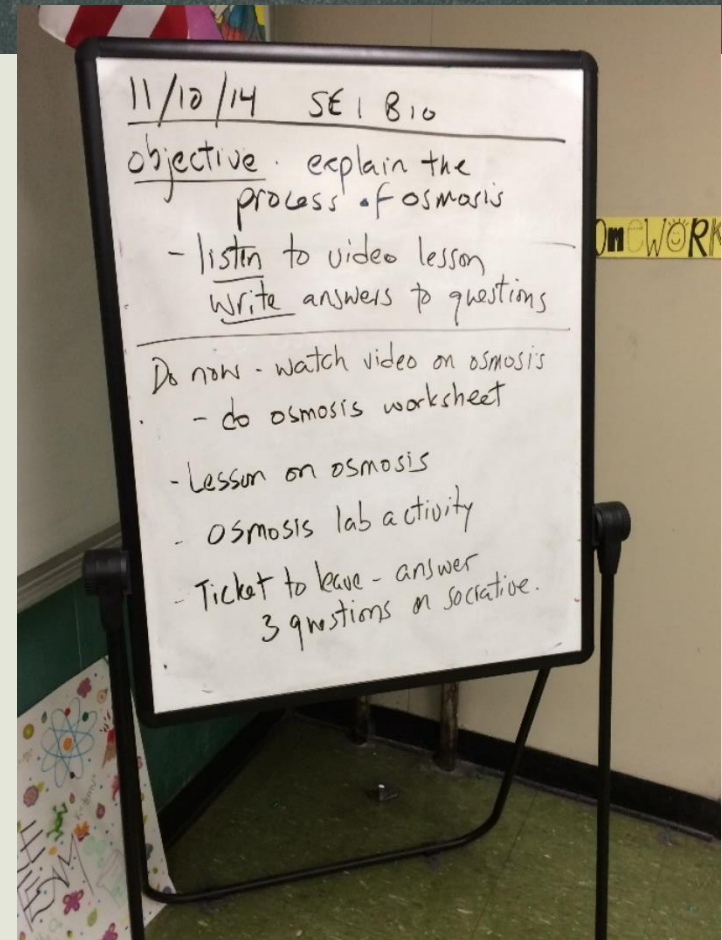 11/10/14 SEI Bio
objective · explain the
process of osmosis
- listen to video lesson
write answers to questions
Do now - watch video on osmosis
- do osmosis worksheet
- Lesson on osmosis
- Osmosis lab activity
- Ticket to leave - answer
3 questions on socrative.
omEWORK